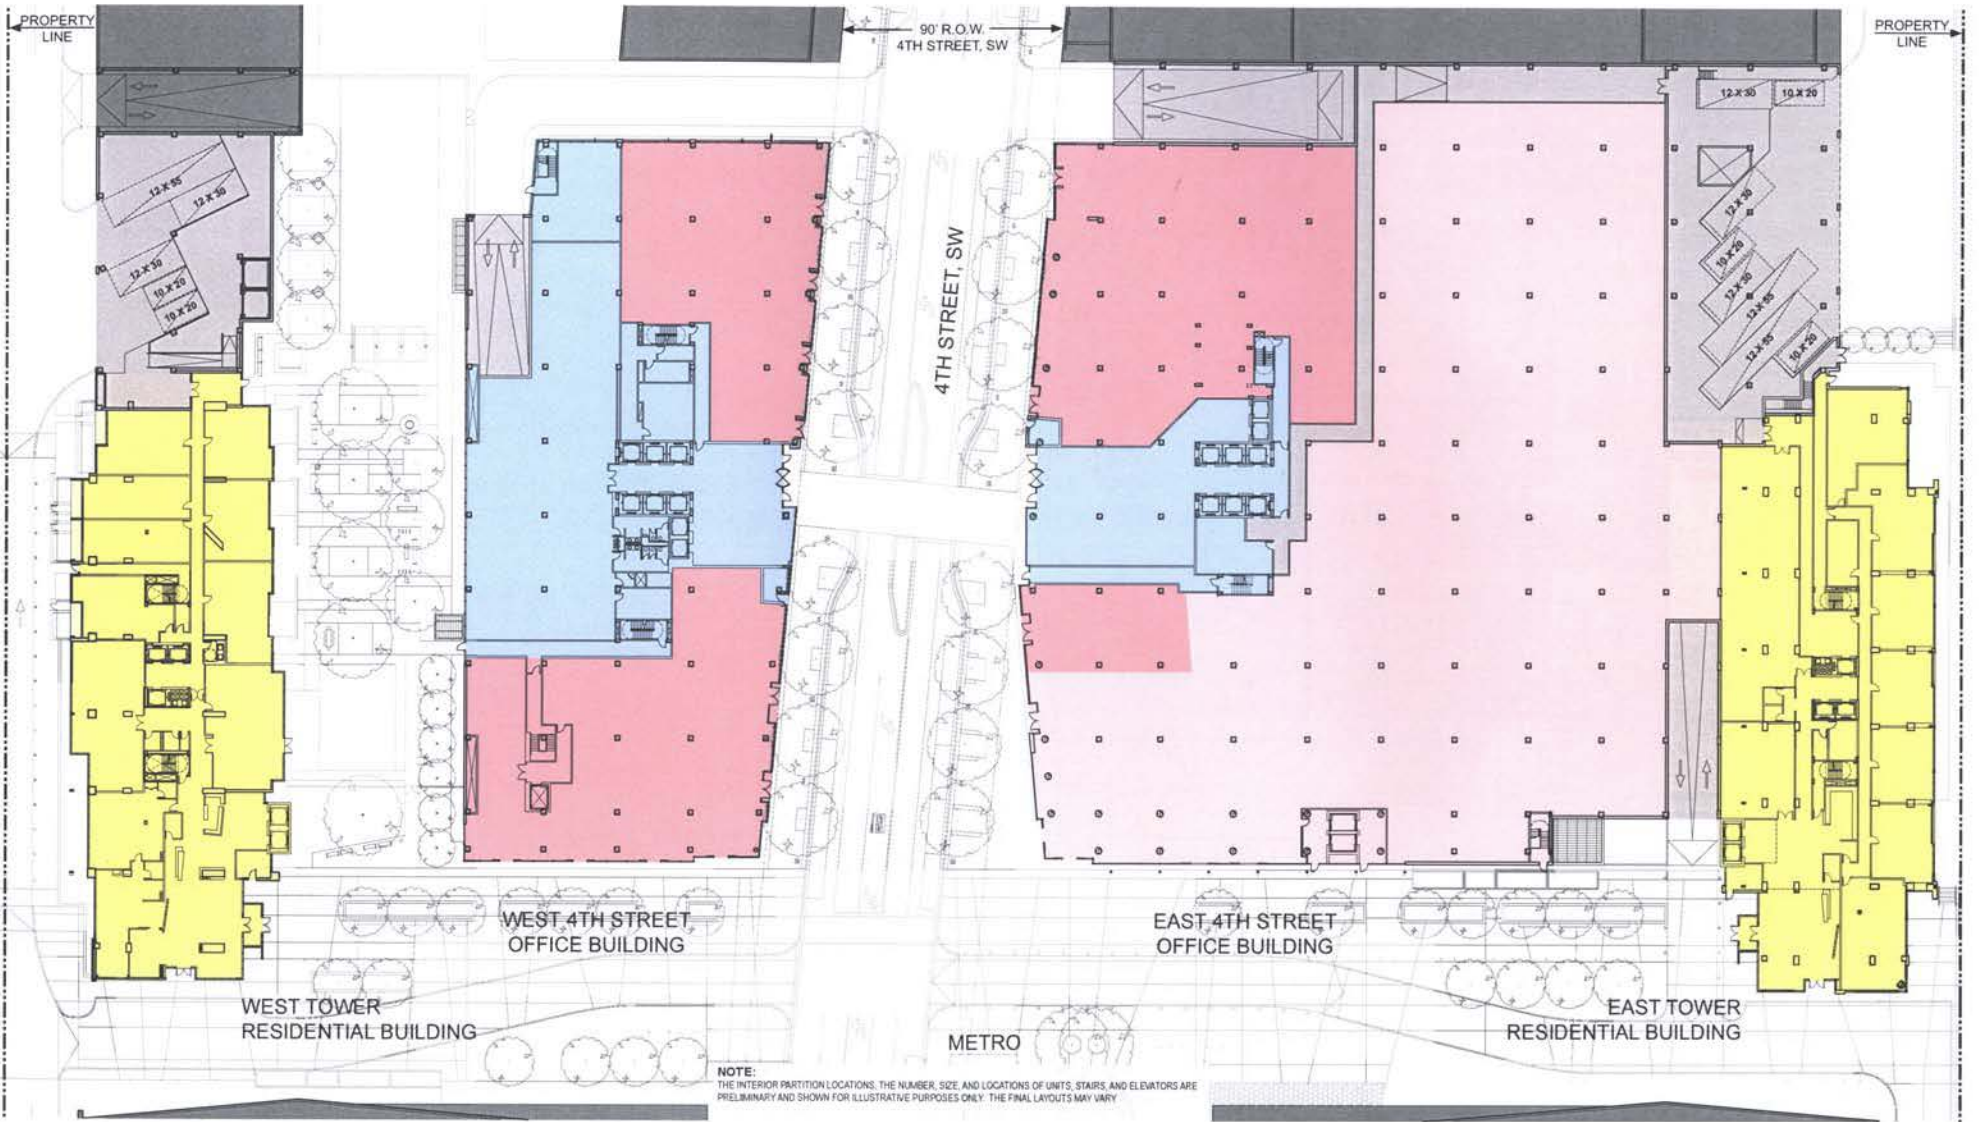 PROPERTY
LINE
90' R.O.W.
4TH STREET, SW
PROPERTY
LINE
12 X 30
10 X 20
12 X 55
12 X 30
12 X 30
10 X 20
10 X 20
4TH STREET, SW
12 X 30
10 X 20
12 X 30
12 X 55
12 X 55
10 X 20
WEST 4TH STREET
OFFICE BUILDING
EAST 4TH STREET
OFFICE BUILDING
WEST TOWER
RESIDENTIAL BUILDING
EAST TOWER
RESIDENTIAL BUILDING
METRO
NOTE:
THE INTERIOR PARTITION LOCATIONS, THE NUMBER, SIZE, AND LOCATIONS OF UNITS, STAIRS, AND ELEVATORS ARE
PRELIMINARY AND SHOWN FOR ILLUSTRATIVE PURPOSES ONLY. THE FINAL LAYOUTS MAY VARY